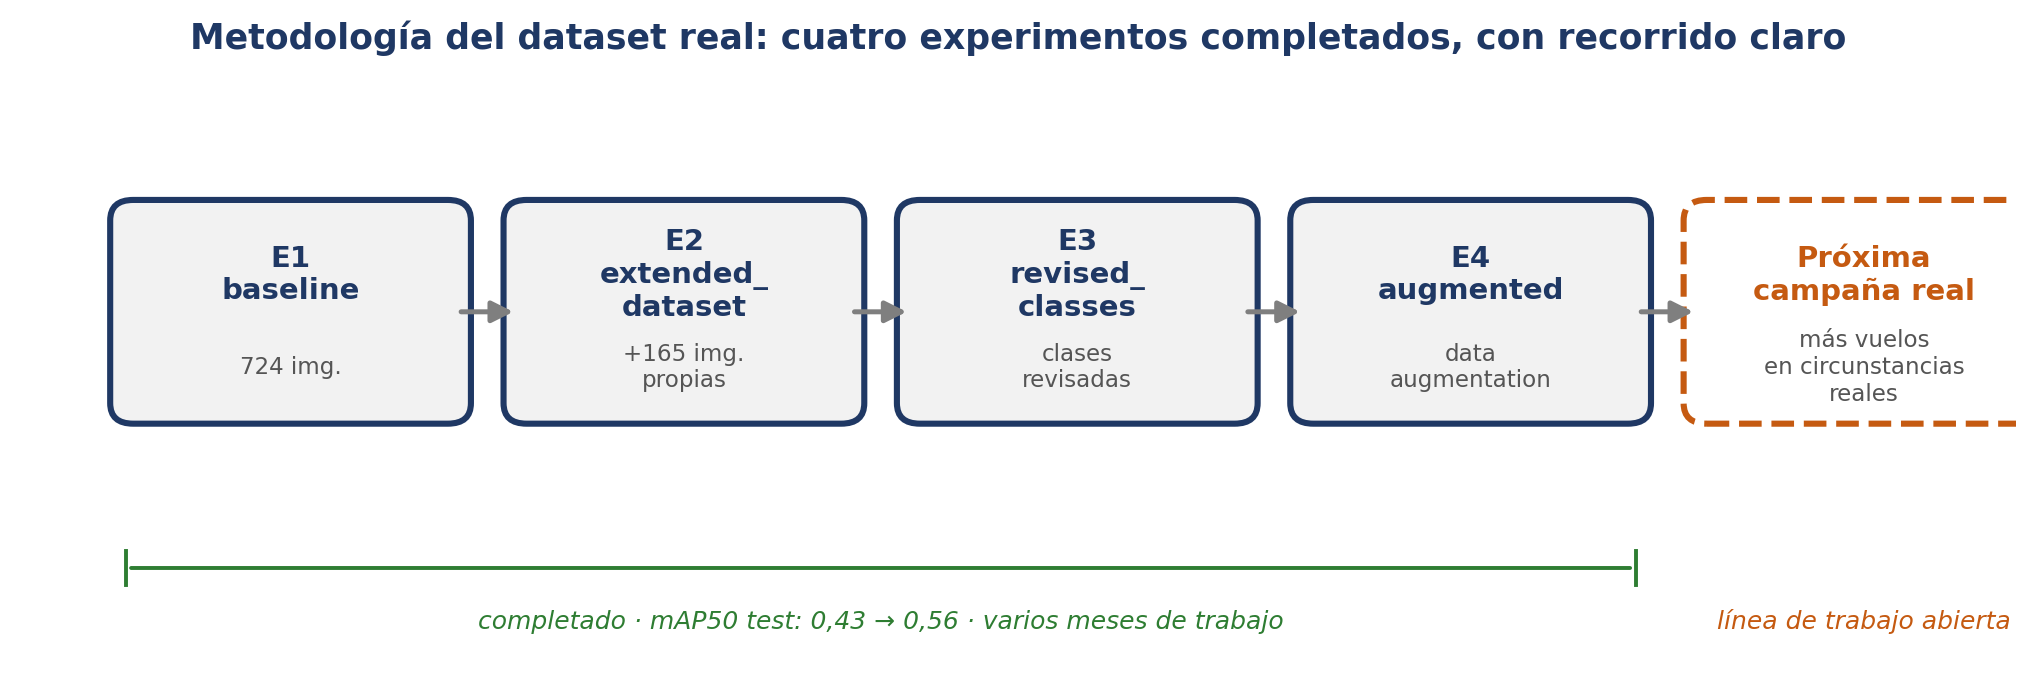 Metodología del dataset real: cuatro experimentos completados, con recorrido claro
E1
baseline
724 img.
E2
extended_
dataset
+165 img.
propias
E3
revised_
classes
clases
revisadas
E4
augmented
data
augmentation
Próxima
campaña real
más vuelos
en circunstancias
reales
completado · mAP50 test: 0,43 → 0,56 · varios meses de trabajo
línea de trabajo abierta